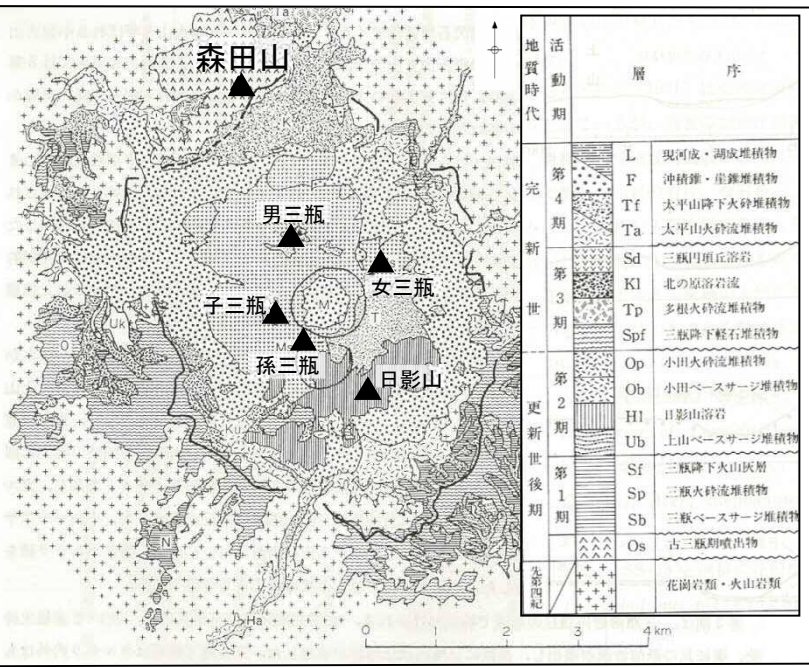 森田山
男三瓶
女三瓶
子三瓶
孫三瓶
日影山
Ta
K
I
M
T
Uk
O
Ms
Ku
S
N
Ha
0 2 3 4 km
地質時代 活動期 層序
完新世
第4期
L 現河成・湖成堆積物
F 沖積錐・崖錐堆積物
Tf 太平山降下火砕堆積物
Ta 太平山火砕流堆積物
第3期
Sd 三瓶円頂丘溶岩
Kl 北の原溶岩流
Tp 多根火砕流堆積物
Spf 三瓶降下軽石堆積物
更新世後期
第2期
Op 小田火砕流堆積物
Ob 小田ベースサージ堆積物
Hl 日影山溶岩
Ub 上山ベースサージ堆積物
第1期
Sf 三瓶降下火山灰層
Sp 三瓶火砕流堆積物
Sb 三瓶ベースサージ堆積物
Os 古三瓶期噴出物
先第四紀
花崗岩類・火山岩類